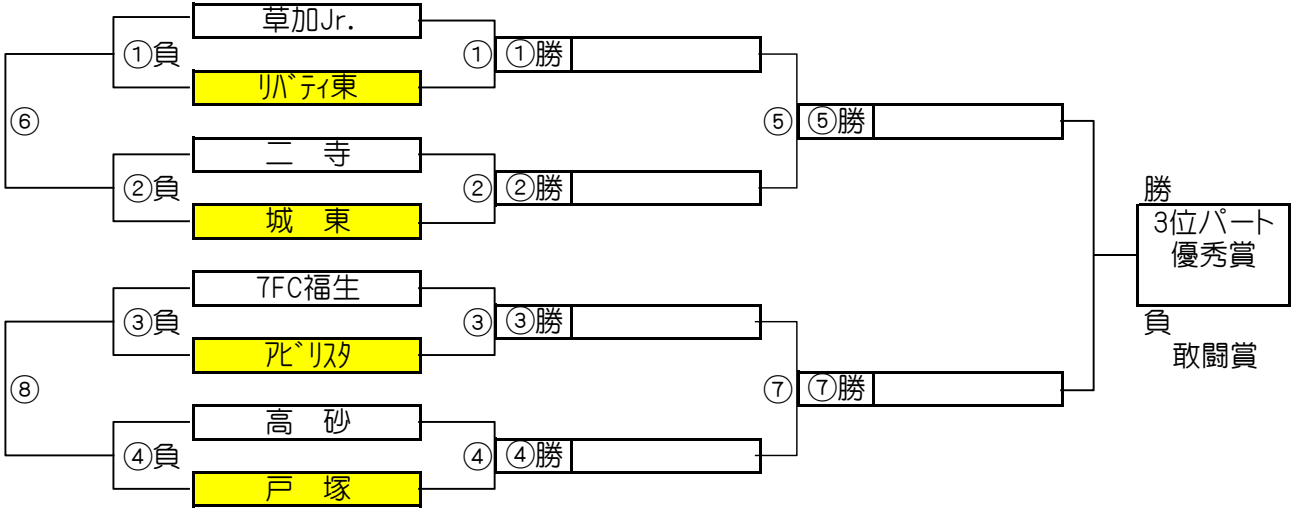 草加Jr.
①負
①
①勝
リバティ東
⑥
⑤
⑤勝
二 寺
②負
②
②勝
城 東
勝
3位パート
優秀賞
7FC福生
③負
③
③勝
負
敢闘賞
アビリスタ
⑧
⑦
⑦勝
高 砂
④負
④
④勝
戸 塚